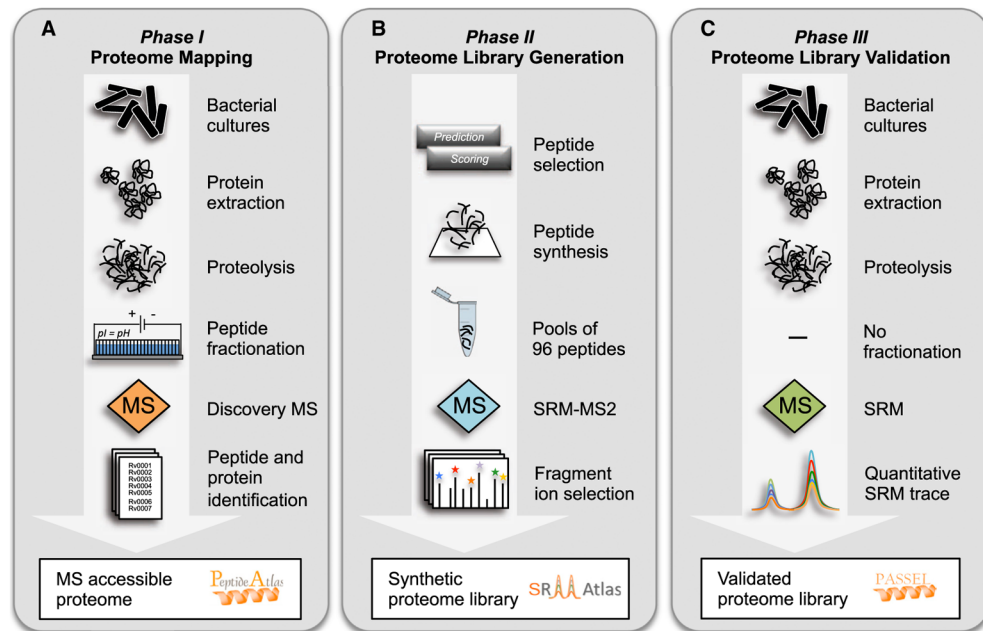 A
Phase I
Proteome Mapping
Bacterial
cultures
Protein
extraction
Proteolysis
+ -
pI = pH
Peptide
fractionation
MS
Discovery MS
Rv0001
Rv0002
Rv0003
Rv0004
Rv0005
Rv0006
Rv0007
Peptide and
protein
identification
MS accessible
proteome
PeptideAtlas
B
Phase II
Proteome Library Generation
Prediction
Scoring
Peptide
selection
Peptide
synthesis
Pools of
96 peptides
MS
SRM-MS2
Fragment
ion selection
Synthetic
proteome library
SRM Atlas
C
Phase III
Proteome Library Validation
Bacterial
cultures
Protein
extraction
Proteolysis
No
fractionation
MS
SRM
Quantitative
SRM trace
Validated
proteome library
PASSEL